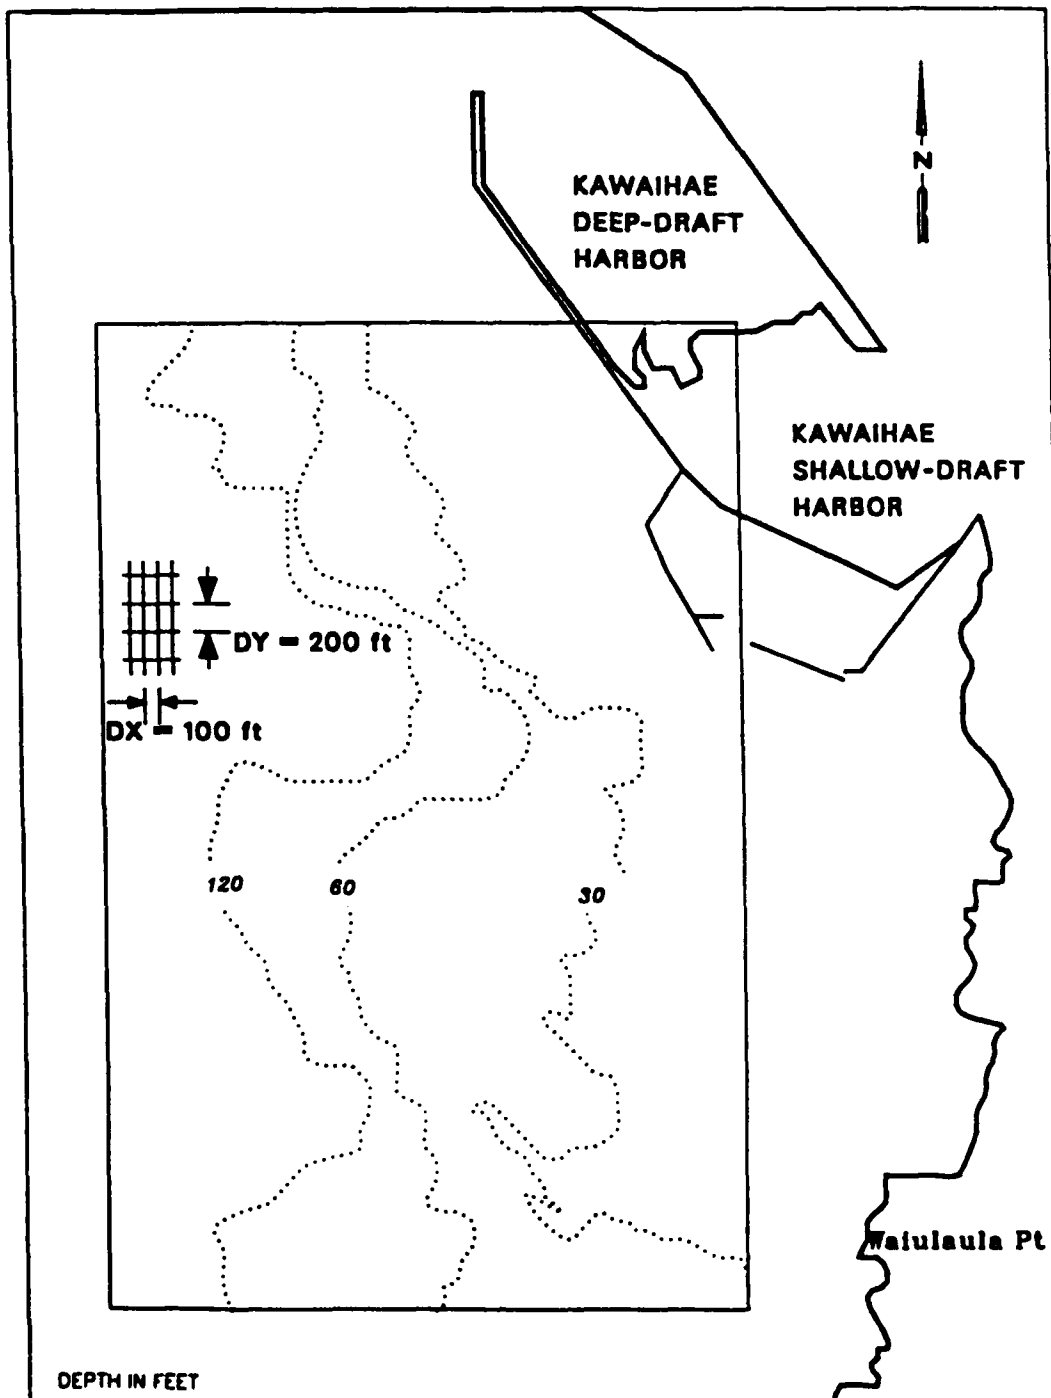 KAWAIHAE
DEEP-DRAFT
HARBOR
N
KAWAIHAE
SHALLOW-DRAFT
HARBOR
DY = 200 ft
DX = 100 ft
120
60
30
Waiulaula Pt
DEPTH IN FEET